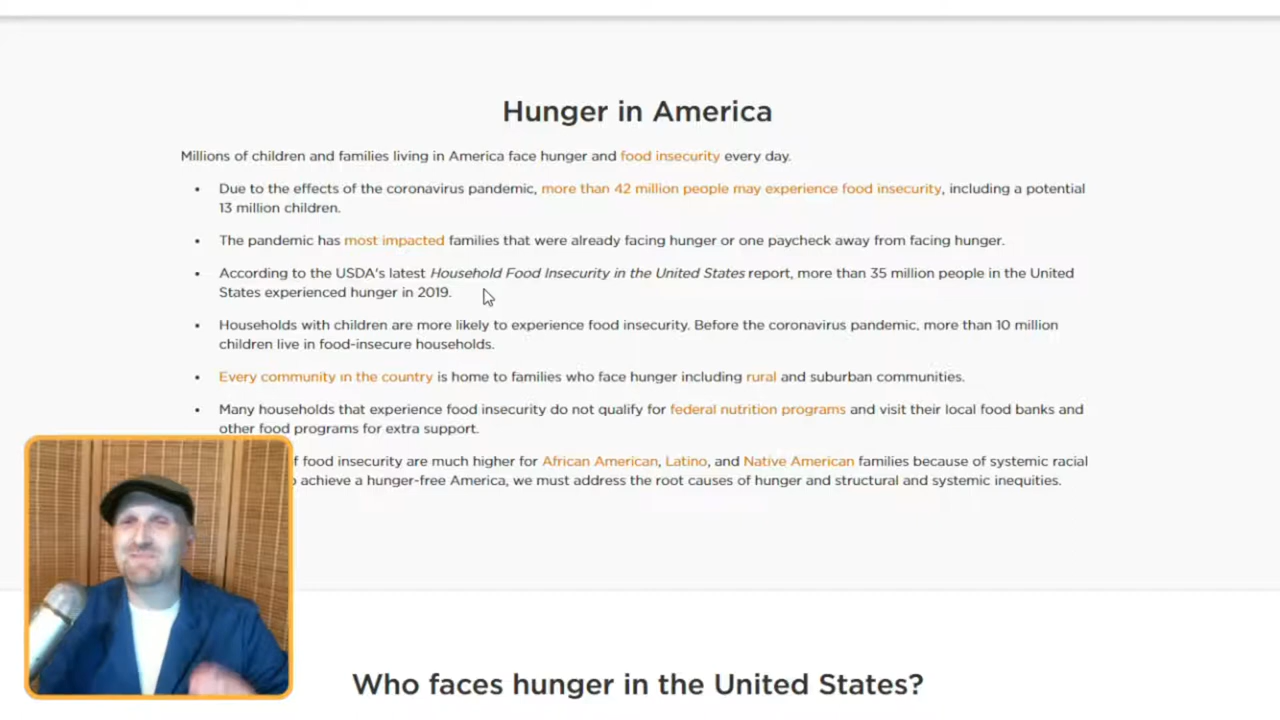 Hunger in America
Millions of children and families living in America face hunger and food insecurity every day.
• Due to the effects of the coronavirus pandemic, more than 42 million people may experience food insecurity, including a potential
13 million children.
• The pandemic has most impacted families that were already facing hunger or one paycheck away from facing hunger.
• According to the USDA's latest Household Food Insecurity in the United States report, more than 35 million people in the United
States experienced hunger in 2019.
• Households with children are more likely to experience food insecurity. Before the coronavirus pandemic, more than 10 million
children live in food-insecure households.
• Every community in the country is home to families who face hunger including rural and suburban communities.
• Many households that experience food insecurity do not qualify for federal nutrition programs and visit their local food banks and
other food programs for extra support.
food insecurity are much higher for African American, Latino, and Native American families because of systemic racial
achieve a hunger-free America, we must address the root causes of hunger and structural and systemic inequities.
Who faces hunger in the United States?